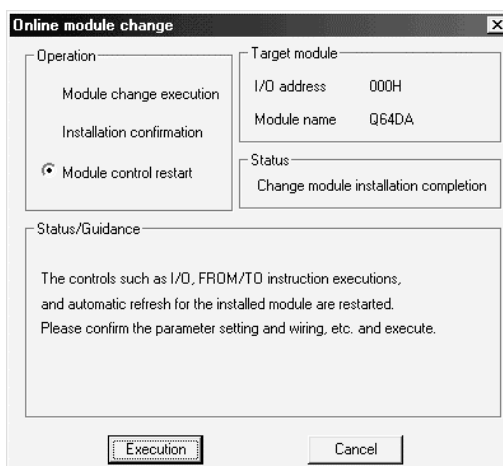 Online module change
Operation
Module change execution
Installation confirmation
Module control restart
Target module
I/O address 000H
Module name Q64DA
Status
Change module installation completion
Status/Guidance
The controls such as I/O, FROM/TO instruction executions,
and automatic refresh for the installed module are restarted.
Please confirm the parameter setting and wiring, etc. and execute.
Execution Cancel